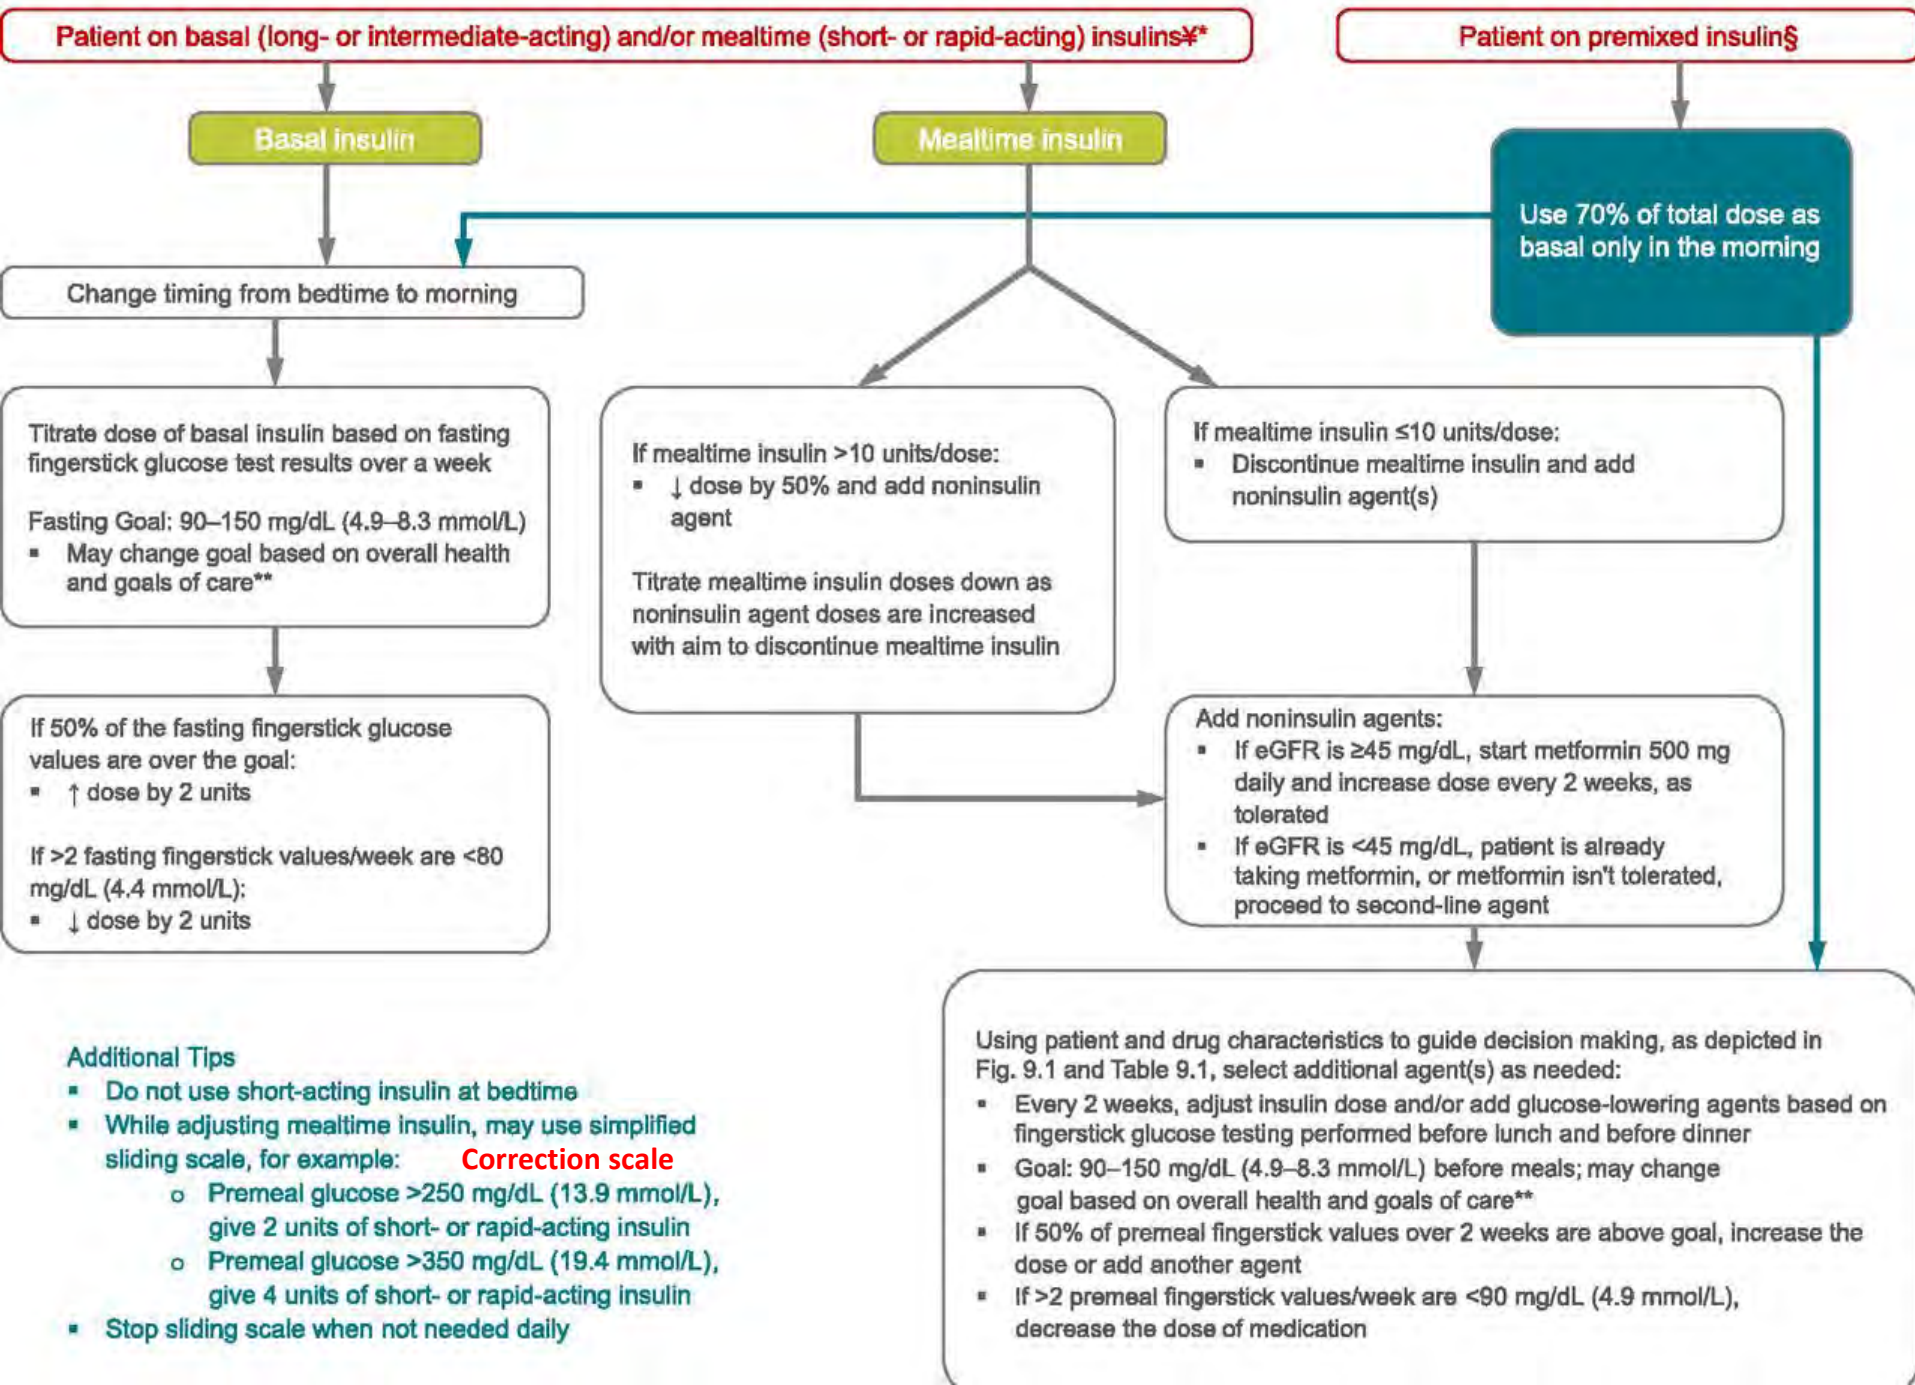 Patient on basal (long- or intermediate-acting) and/or mealtime (short- or rapid-acting) insulins¥*
Patient on premixed insulin§
Basal insulin
Mealtime insulin
Use 70% of total dose as
basal only in the morning
Change timing from bedtime to morning
Titrate dose of basal insulin based on fasting
fingerstick glucose test results over a week
Fasting Goal: 90–150 mg/dL (4.9–8.3 mmol/L)
▪ May change goal based on overall health
and goals of care**
If mealtime insulin >10 units/dose:
▪ ↓ dose by 50% and add noninsulin
agent
Titrate mealtime insulin doses down as
noninsulin agent doses are increased
with aim to discontinue mealtime insulin
If mealtime insulin ≤10 units/dose:
▪ Discontinue mealtime insulin and add
noninsulin agent(s)
If 50% of the fasting fingerstick glucose
values are over the goal:
▪ ↑ dose by 2 units
If >2 fasting fingerstick values/week are <80
mg/dL (4.4 mmol/L):
▪ ↓ dose by 2 units
Add noninsulin agents:
▪ If eGFR is ≥45 mg/dL, start metformin 500 mg
daily and increase dose every 2 weeks, as
tolerated
▪ If eGFR is <45 mg/dL, patient is already
taking metformin, or metformin isn't tolerated,
proceed to second-line agent
Additional Tips
▪ Do not use short-acting insulin at bedtime
▪ While adjusting mealtime insulin, may use simplified
sliding scale, for example: Correction scale
o Premeal glucose >250 mg/dL (13.9 mmol/L),
give 2 units of short- or rapid-acting insulin
o Premeal glucose >350 mg/dL (19.4 mmol/L),
give 4 units of short- or rapid-acting insulin
▪ Stop sliding scale when not needed daily
Using patient and drug characteristics to guide decision making, as depicted in
Fig. 9.1 and Table 9.1, select additional agent(s) as needed:
▪ Every 2 weeks, adjust insulin dose and/or add glucose-lowering agents based on
fingerstick glucose testing performed before lunch and before dinner
▪ Goal: 90–150 mg/dL (4.9–8.3 mmol/L) before meals; may change
goal based on overall health and goals of care**
▪ If 50% of premeal fingerstick values over 2 weeks are above goal, increase the
dose or add another agent
▪ If >2 premeal fingerstick values/week are <90 mg/dL (4.9 mmol/L),
decrease the dose of medication